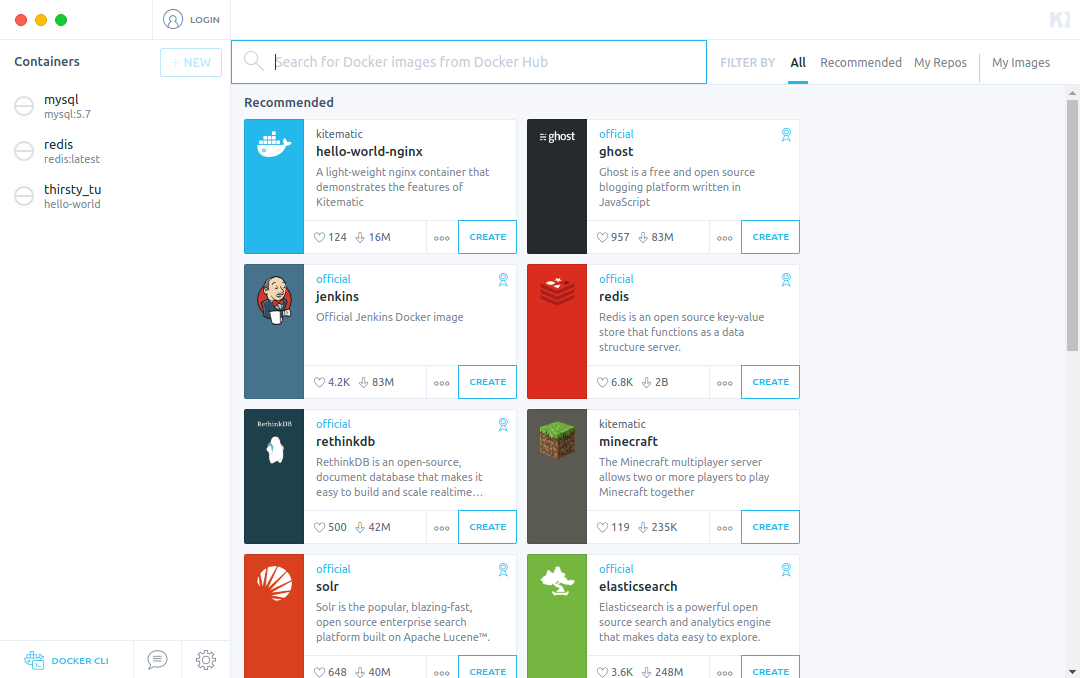 LOGIN
Containers
+ NEW
mysql
mysql:5.7
redis
redis:latest
thirsty_tu
hello-world
DOCKER CLI
Search for Docker images from Docker Hub
FILTER BY
All
Recommended
My Repos
My Images
Recommended
kitematic
hello-world-nginx
A light-weight nginx container that
demonstrates the features of
Kitematic
124
16M
CREATE
ghost
official
ghost
Ghost is a free and open source
blogging platform written in
JavaScript
957
83M
CREATE
official
jenkins
Official Jenkins Docker image
4.2K
83M
CREATE
official
redis
Redis is an open source key-value
store that functions as a data
structure server.
6.8K
2B
CREATE
RethinkDB
official
rethinkdb
RethinkDB is an open-source,
document database that makes it
easy to build and scale realtime…
500
42M
CREATE
kitematic
minecraft
The Minecraft multiplayer server
allows two or more players to play
Minecraft together
119
235K
CREATE
official
solr
Solr is the popular, blazing-fast,
open source enterprise search
platform built on Apache Lucene™.
648
40M
CREATE
official
elasticsearch
Elasticsearch is a powerful open
source search and analytics engine
that makes data easy to explore.
3.6K
248M
CREATE